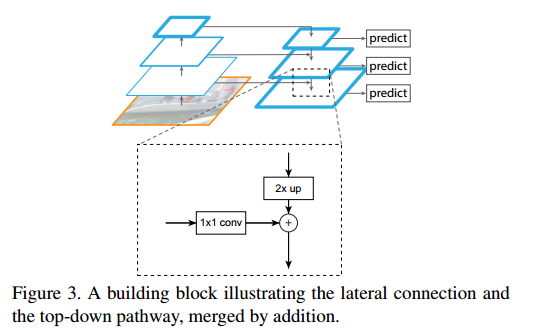 predict
predict
predict
2x up
1x1 conv
+
Figure 3. A building block illustrating the lateral connection and
the top-down pathway, merged by addition.